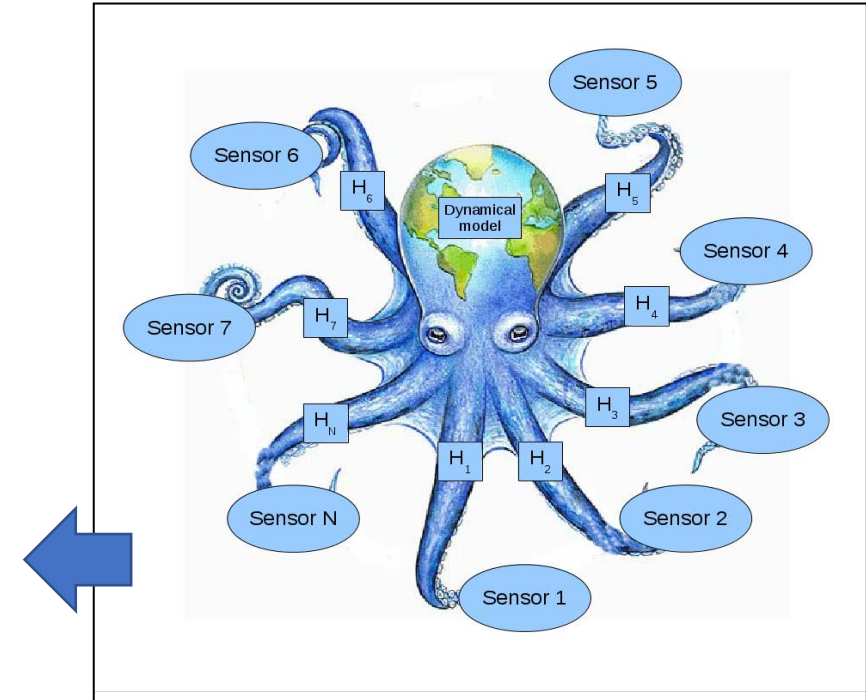 Sensor 5
Sensor 6
H6
H5
Dynamical
model
Sensor 4
H4
Sensor 7
H7
H3
Sensor 3
HN
H1
H2
Sensor N
Sensor 2
Sensor 1